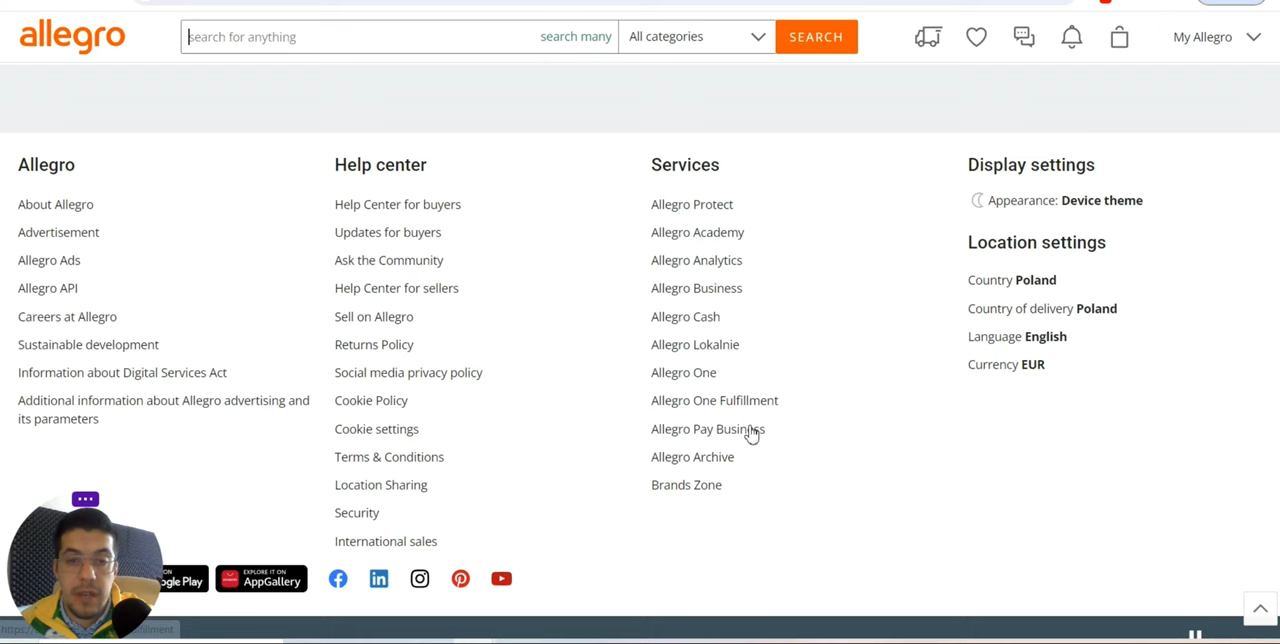 allegro
search for anything
search many
All categories
SEARCH
My Allegro
Allegro
About Allegro
Advertisement
Allegro Ads
Allegro API
Careers at Allegro
Sustainable development
Information about Digital Services Act
Additional information about Allegro advertising and
its parameters
Help center
Help Center for buyers
Updates for buyers
Ask the Community
Help Center for sellers
Sell on Allegro
Returns Policy
Social media privacy policy
Cookie Policy
Cookie settings
Terms & Conditions
Location Sharing
Security
International sales
Services
Allegro Protect
Allegro Academy
Allegro Analytics
Allegro Business
Allegro Cash
Allegro Lokalnie
Allegro One
Allegro One Fulfillment
Allegro Pay Business
Allegro Archive
Brands Zone
Display settings
Appearance: Device theme
Location settings
Country Poland
Country of delivery Poland
Language English
Currency EUR
ON
gle Play
EXPLORE IT ON
AppGallery